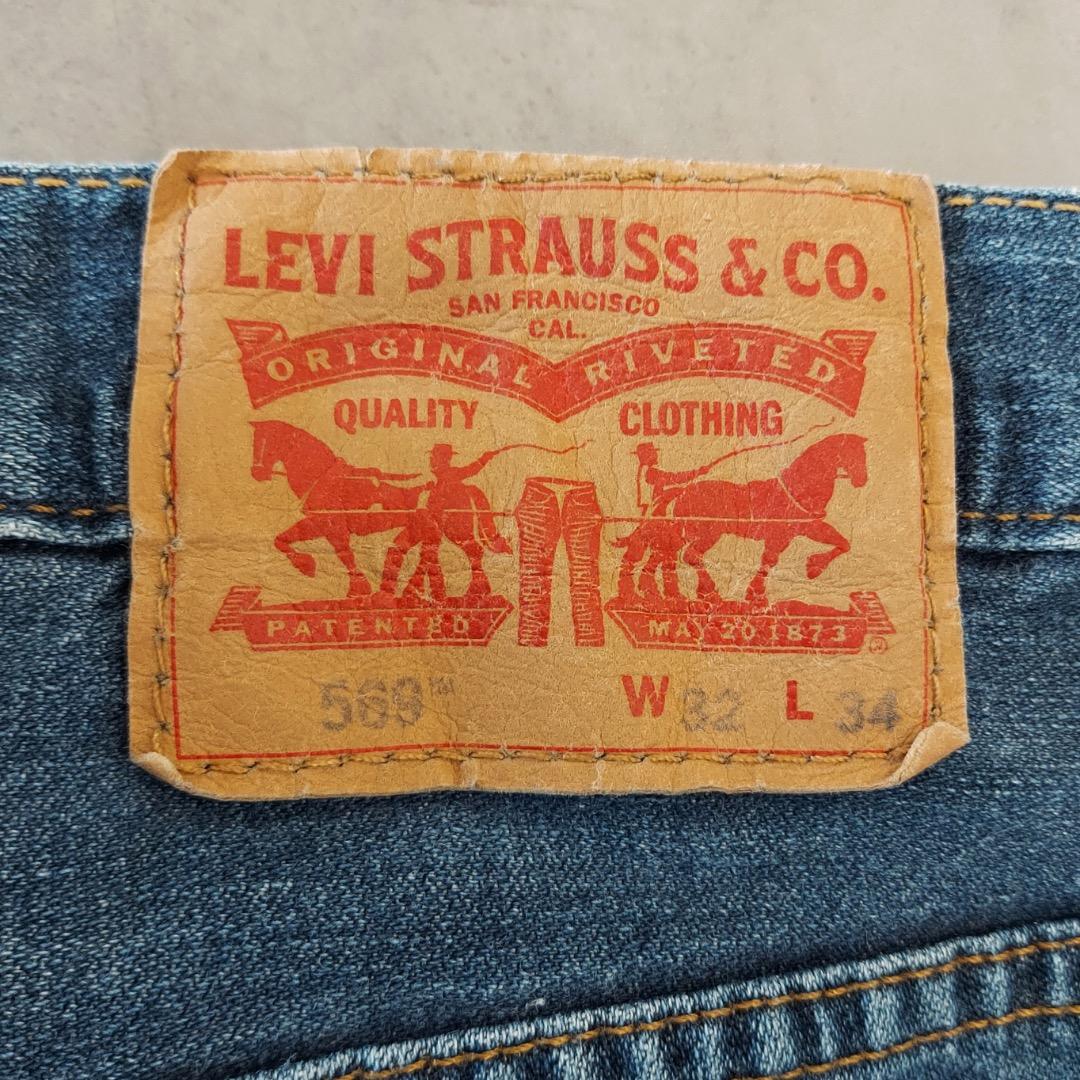 LEVI STRAUSS & CO.
SAN FRANCISCO
CAL.
ORIGINAL RIVETED
QUALITY CLOTHING
PATENTED MAY 20 1873 ®
569™ W 32 L 34